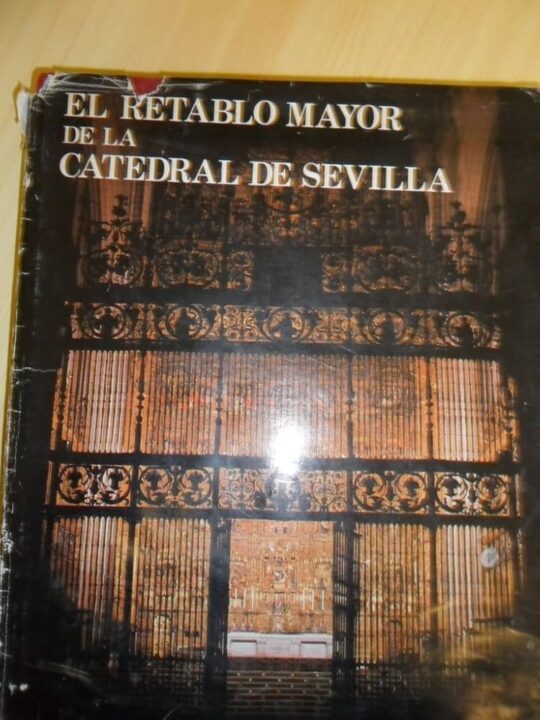 EL RETABLO MAYOR
DE LA
CATEDRAL DE SEVILLA